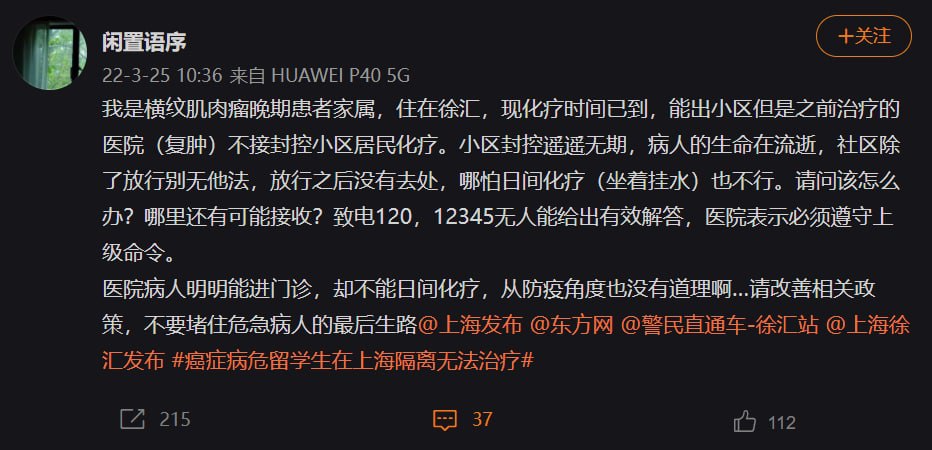 闲置语序
+关注
22-3-25 10:36 来自 HUAWEI P40 5G
我是横纹肌肉瘤晚期患者家属，住在徐汇，现化疗时间已到，能出小区但是之前治疗的
医院（复肿）不接封控小区居民化疗。小区封控遥遥无期，病人的生命在流逝，社区除
了放行别无他法，放行之后没有去处，哪怕日间化疗（坐着挂水）也不行。请问该怎么
办？哪里还有可能接收？致电120，12345无人能给出有效解答，医院表示必须遵守上
级命令。
医院病人明明能进门诊，却不能日间化疗，从防疫角度也没有道理啊...请改善相关政
策，不要堵住危急病人的最后生路@上海发布 @东方网 @警民直通车-徐汇站 @上海徐
汇发布 #癌症病危留学生在上海隔离无法治疗#
215
37
112